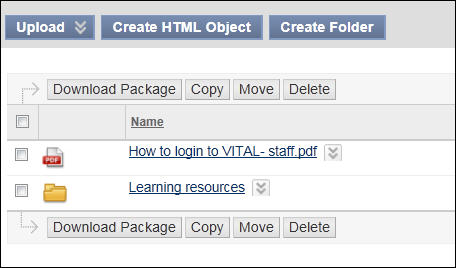 Upload Create HTML Object Create Folder
Download Package Copy Move Delete
Name
PDF How to login to VITAL- staff.pdf
Learning resources
Download Package Copy Move Delete